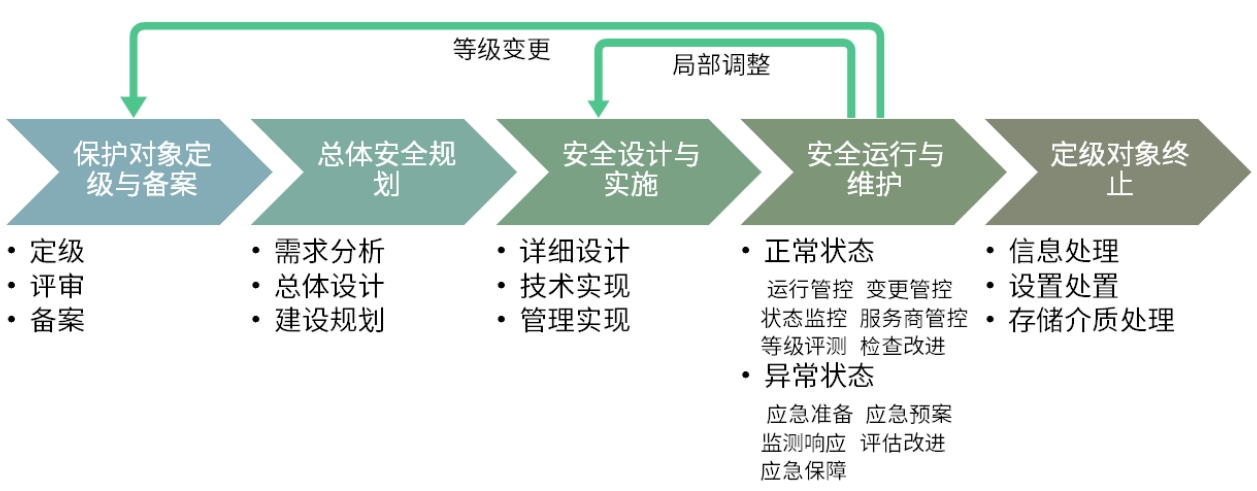 等级变更
局部调整
保护对象定
级与备案
总体安全规
划
安全设计与
实施
安全运行与
维护
定级对象终
止
• 定级
• 评审
• 备案
• 需求分析
• 总体设计
• 建设规划
• 详细设计
• 技术实现
• 管理实现
• 正常状态
运行管控 变更管控
状态监控 服务商管控
等级评测 检查改进
• 异常状态
应急准备 应急预案
监测响应 评估改进
应急保障
• 信息处理
• 设置处置
• 存储介质处理